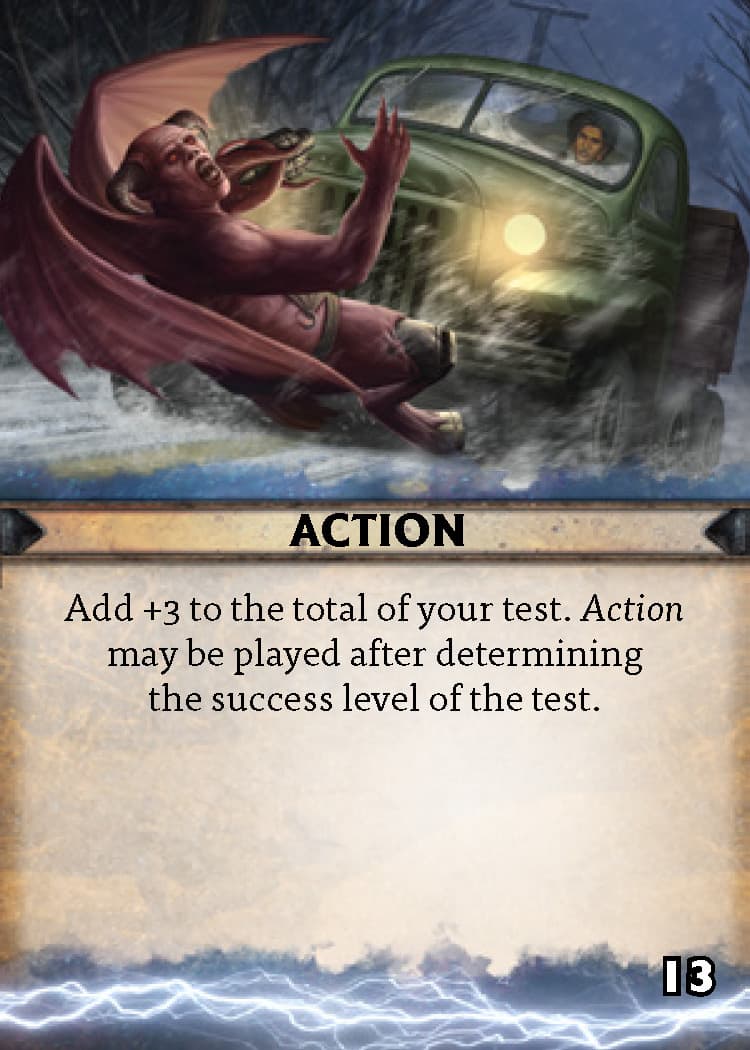 ACTION
Add +3 to the total of your test. Action
may be played after determining
the success level of the test.
13